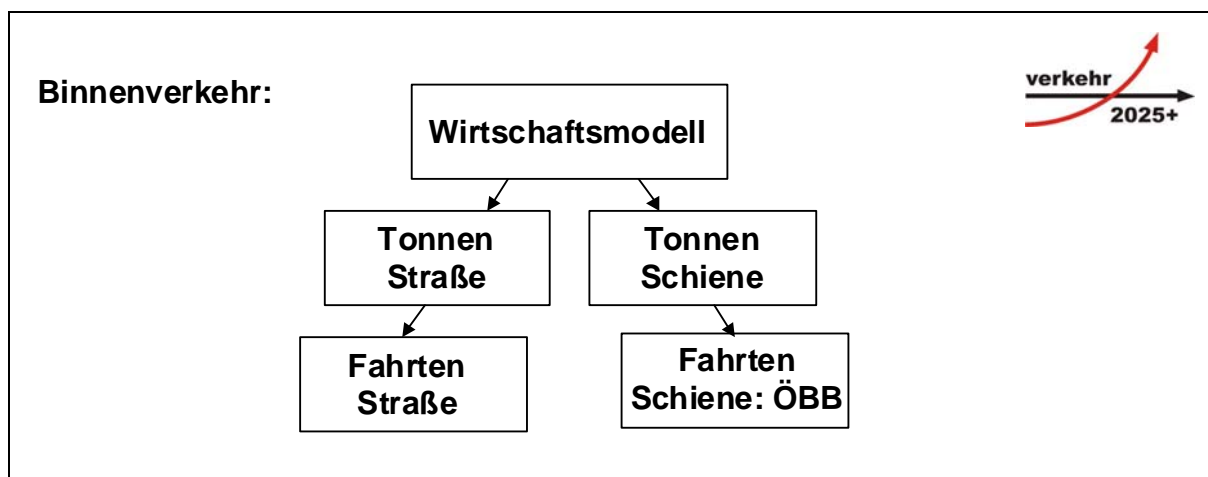 Binnenverkehr:
verkehr
2025+
Wirtschaftsmodell
Tonnen
Straße
Tonnen
Schiene
Fahrten
Straße
Fahrten
Schiene: ÖBB